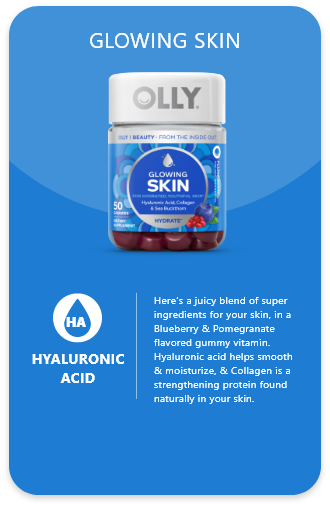 GLOWING SKIN
OLLY.
OLLY | BEAUTY - FROM THE INSIDE OUT
GLOWING
SKIN
Hyaluronic Acid, Collagen
& Sea Buckthorn
50
HYDRATE
HA
HYALURONIC
ACID
Here's a juicy blend of super
ingredients for your skin, in a
Blueberry & Pomegranate
flavored gummy vitamin.
Hyaluronic acid helps smooth
& moisturize, & Collagen is a
strengthening protein found
naturally in your skin.